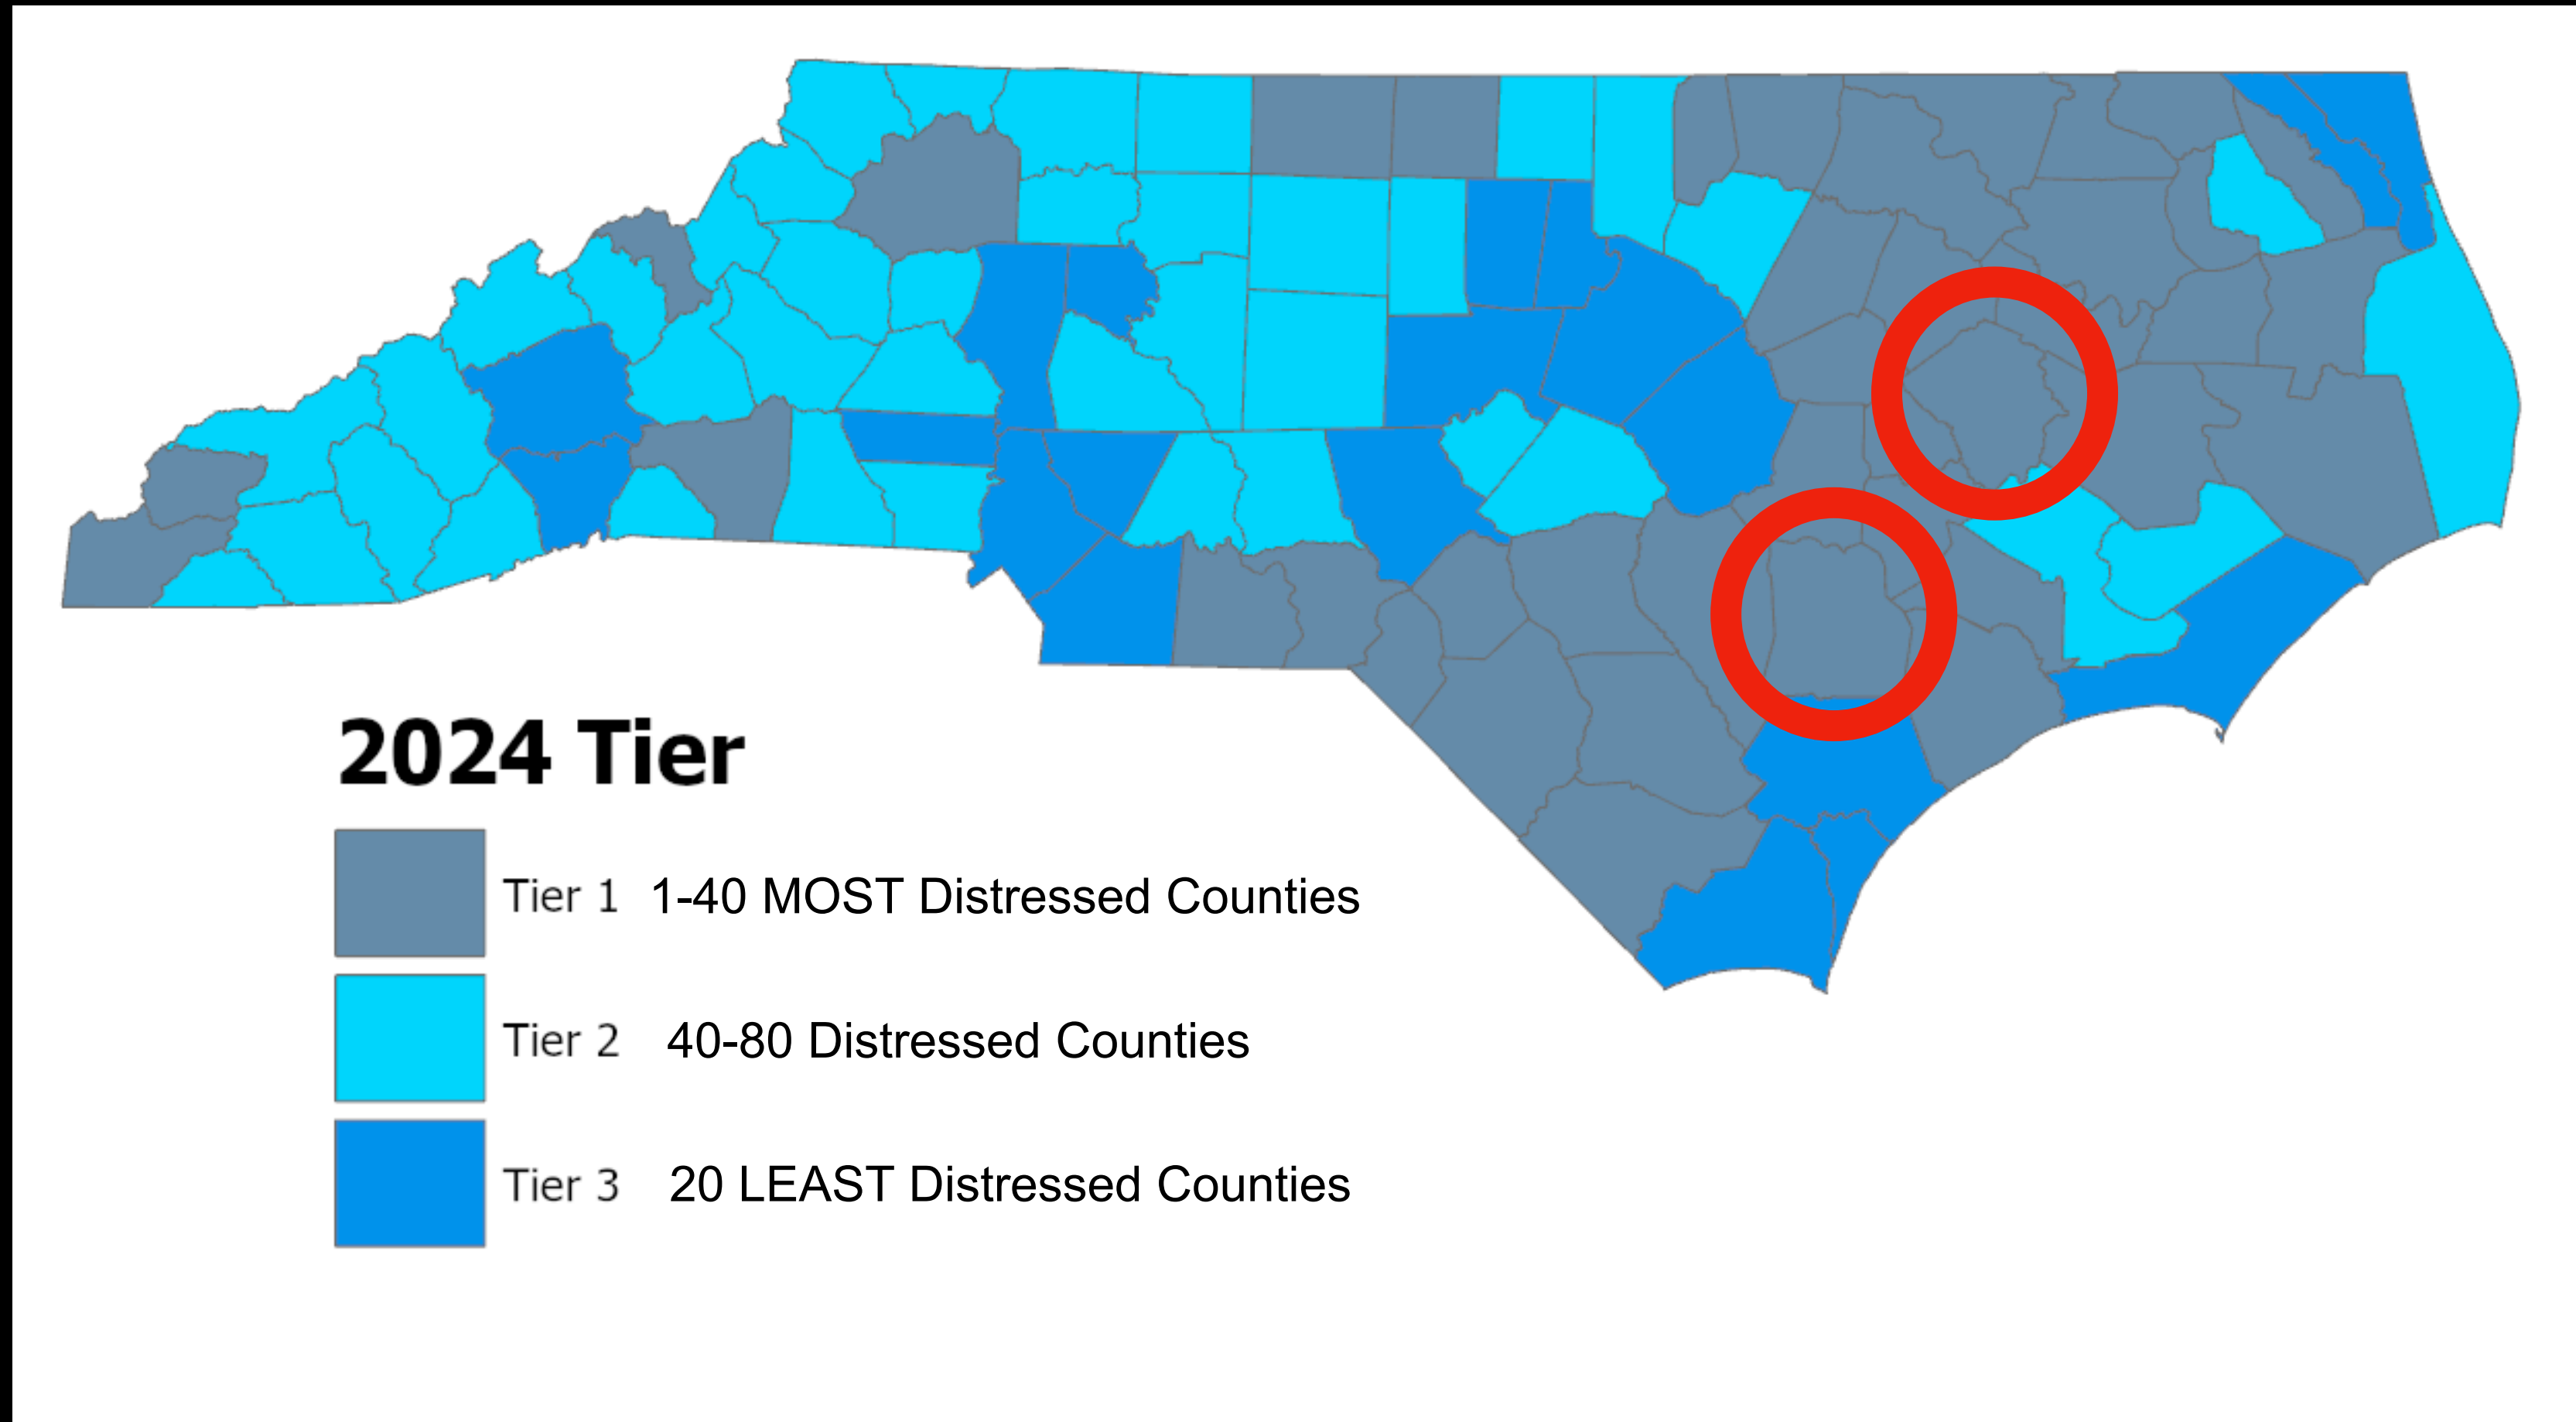 2024 Tier
Tier 1 1-40 MOST Distressed Counties
Tier 2 40-80 Distressed Counties
Tier 3 20 LEAST Distressed Counties